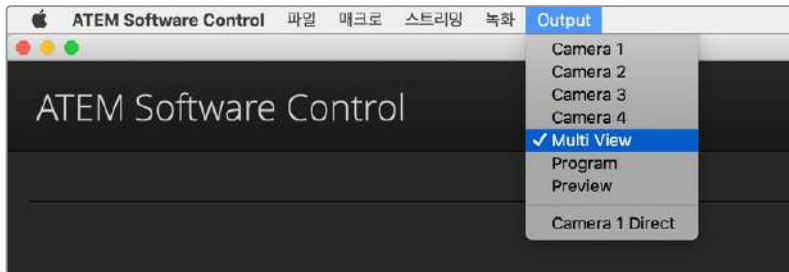 ATEM Software Control 파일 매크로 스트리밍 녹화 Output
Camera 1
Camera 2
Camera 3
Camera 4
✓ Multi View
Program
Preview
Camera 1 Direct
ATEM Software Control